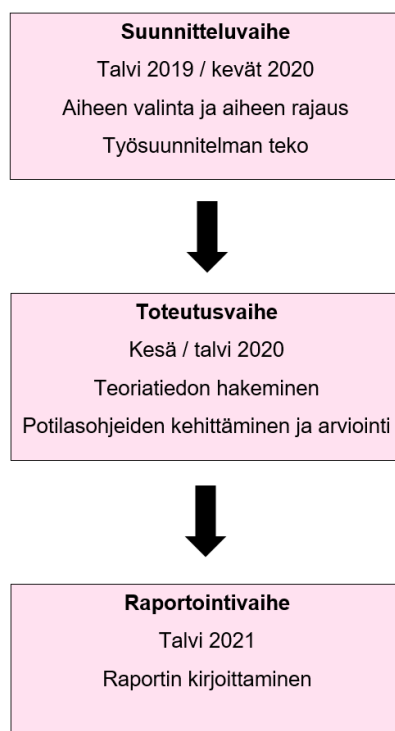 Suunnitteluvaihe
Talvi 2019 / kevät 2020
Aiheen valinta ja aiheen rajaus
Työsuunnitelman teko
Toteutusvaihe
Kesä / talvi 2020
Teoriatiedon hakeminen
Potilasohjeiden kehittäminen ja arviointi
Raportointivaihe
Talvi 2021
Raportin kirjoittaminen